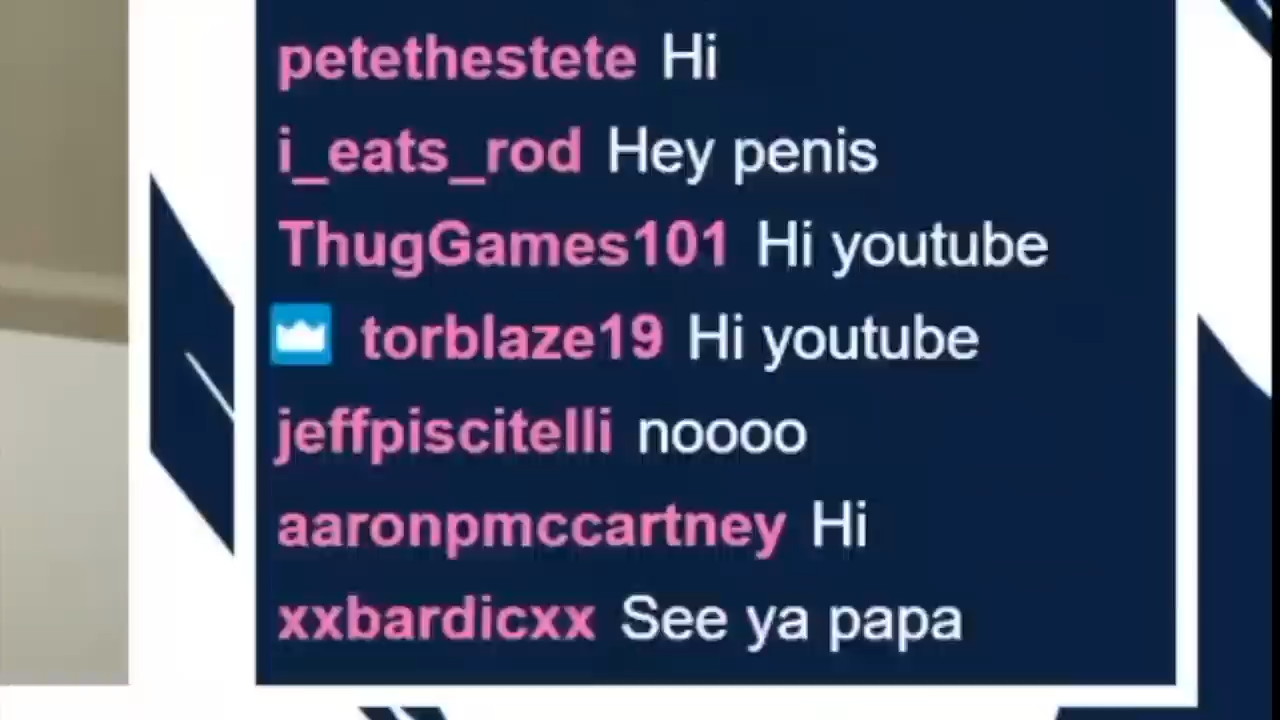 petethestete Hi
i_eats_rod Hey penis
ThugGames101 Hi youtube
torblaze19 Hi youtube
jeffpiscitelli noooo
aaronpmccartney Hi
xxbardicxx See ya papa